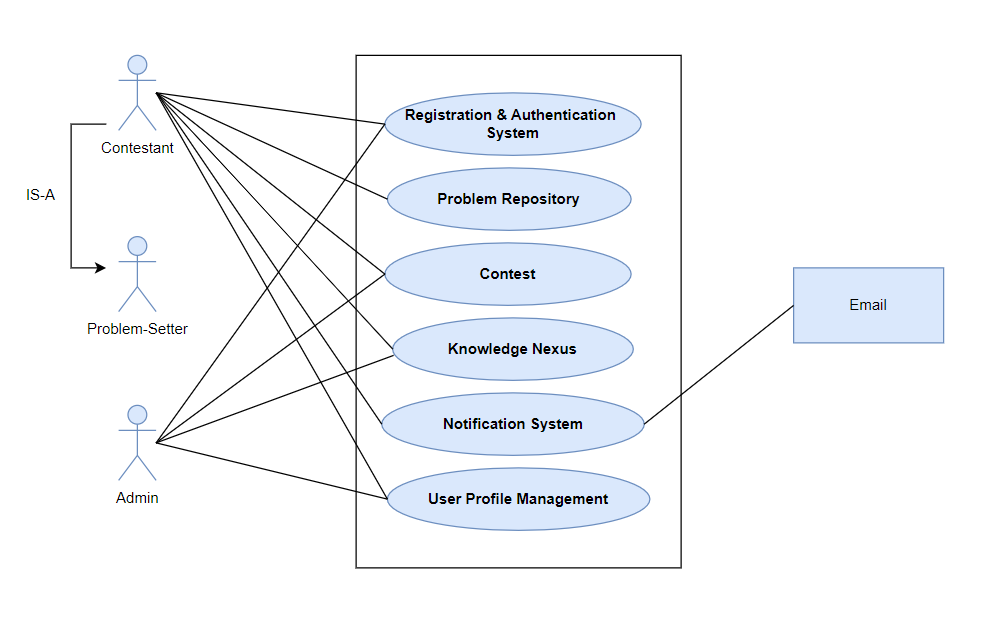 Contestant
IS-A
Problem-Setter
Admin
Registration & Authentication
System
Problem Repository
Contest
Knowledge Nexus
Notification System
User Profile Management
Email